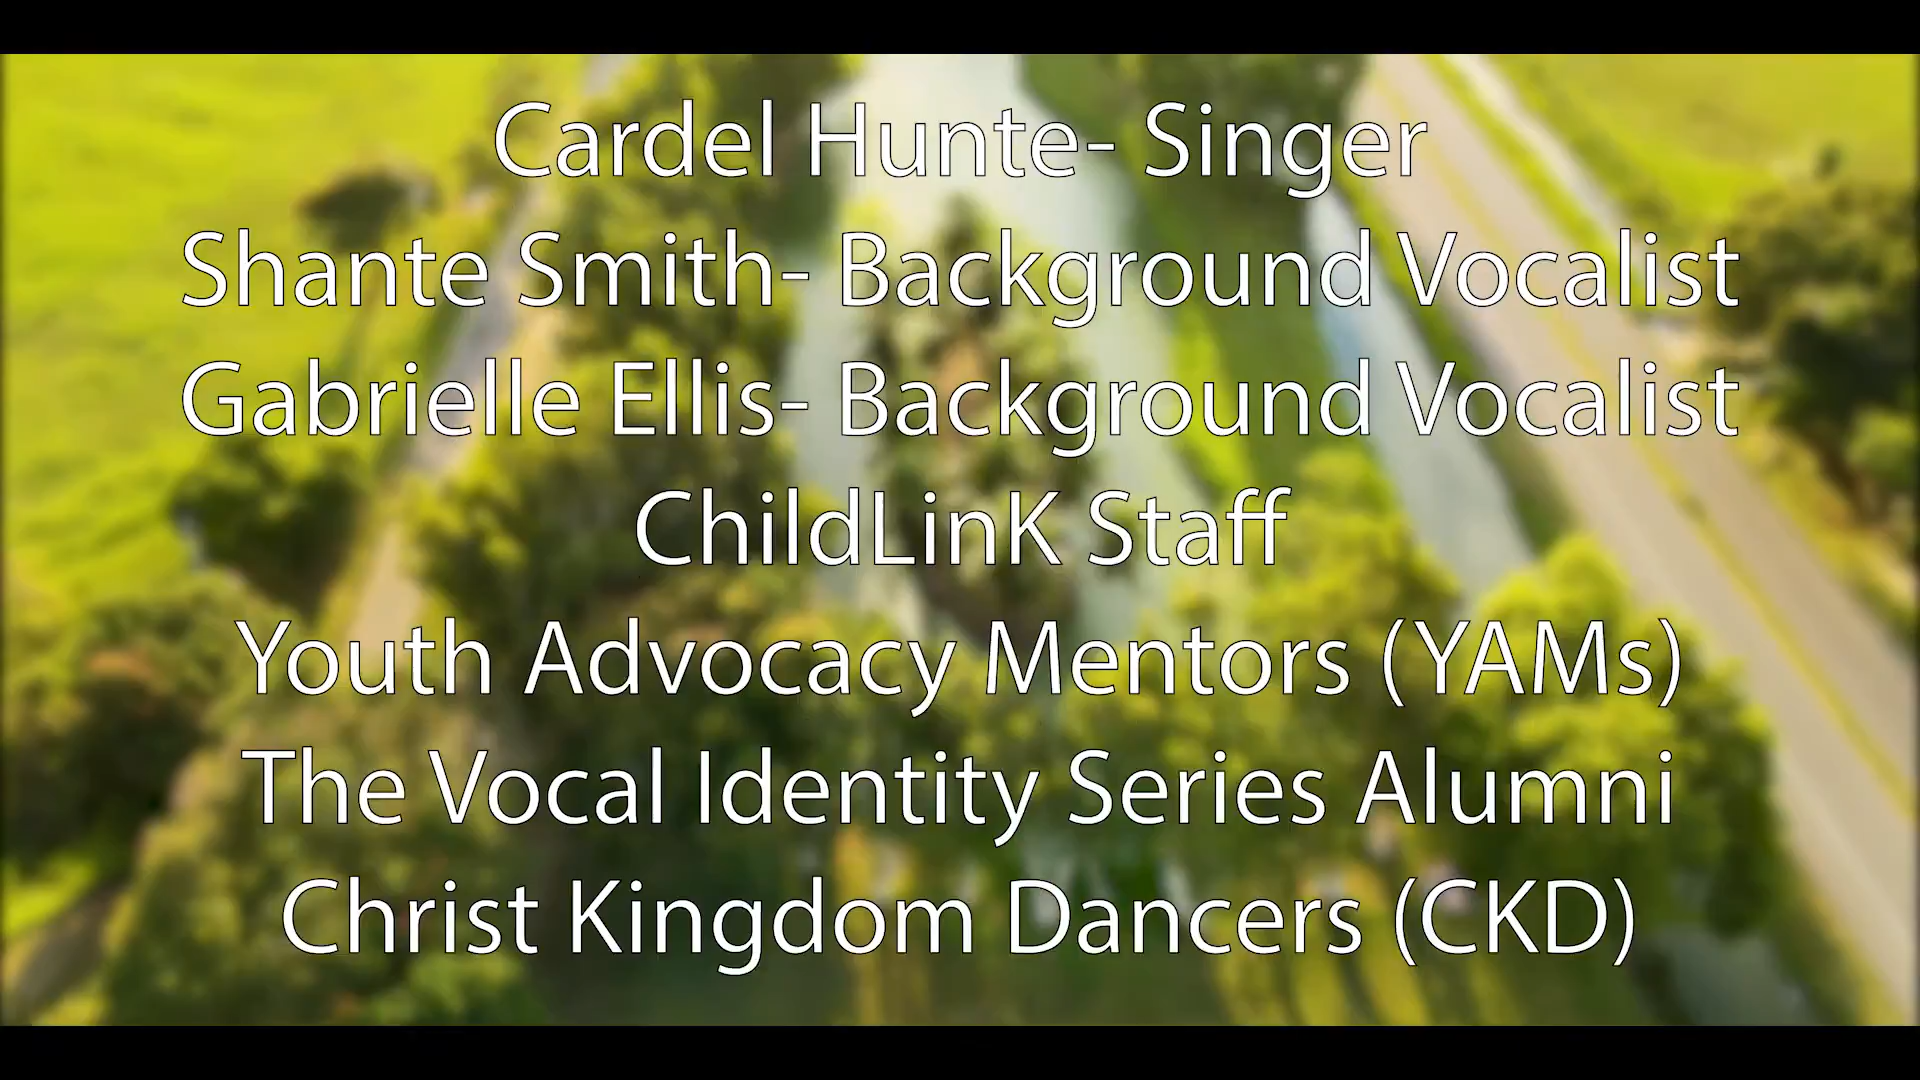 Cardel Hunte- Singer
Shante Smith- Background Vocalist
Gabrielle Ellis- Background Vocalist
ChildLinK Staff
Youth Advocacy Mentors (YAMs)
The Vocal Identity Series Alumni
Christ Kingdom Dancers (CKD)